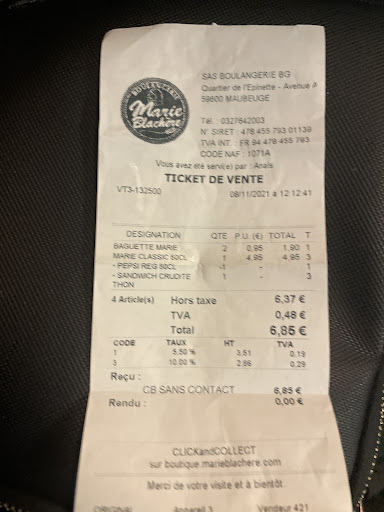 BOULANGERIE
Marie
Blachère
SAS BOULANGERIE BG
Quartier de l'Epinette - Avenue A
59600 MAUBEUGE
Tél : 0327642003
N° SIRET : 478 455 793 01139
TVA INT. : FR 94 478 455 793
CODE NAF : 1071A
Vous avez été servi(e) par : Anaïs
TICKET DE VENTE
VT3-132500 08/11/2021 à 12:12:41
DESIGNATION QTE P.U. (€) TOTAL T
BAGUETTE MARIE 2 0,95 1,90 1
MARIE CLASSIC 50CL 1 4,95 4,95 3
- PEPSI REG 50CL 1 - 1
- SANDWICH CRUDITE 1 - 3
THON
4 Article(s) Hors taxe 6,37 €
TVA 0,48 €
Total 6,85 €
CODE TAUX HT TVA
1 5,50 % 3,51 0,19
3 10,00 % 2,86 0,29
Reçu :
CB SANS CONTACT 6,85 €
Rendu : 0,00 €
CLICKandCOLLECT
sur boutique.marieblachere.com
Merci de votre visite et à bientôt
ORIGINAL Appareil 3 Vendeur 421